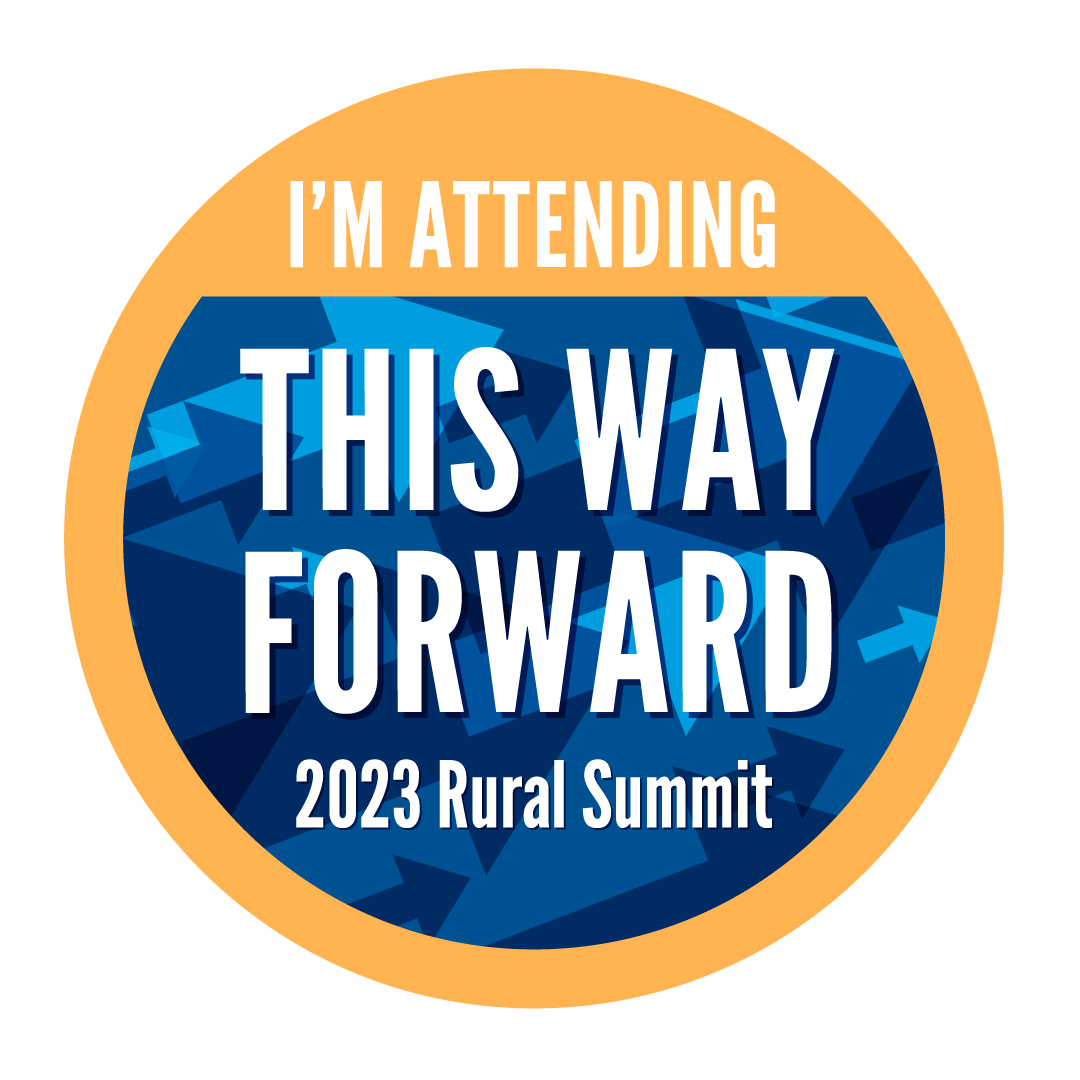 I’M ATTENDING
THIS WAY
FORWARD
2023 Rural Summit